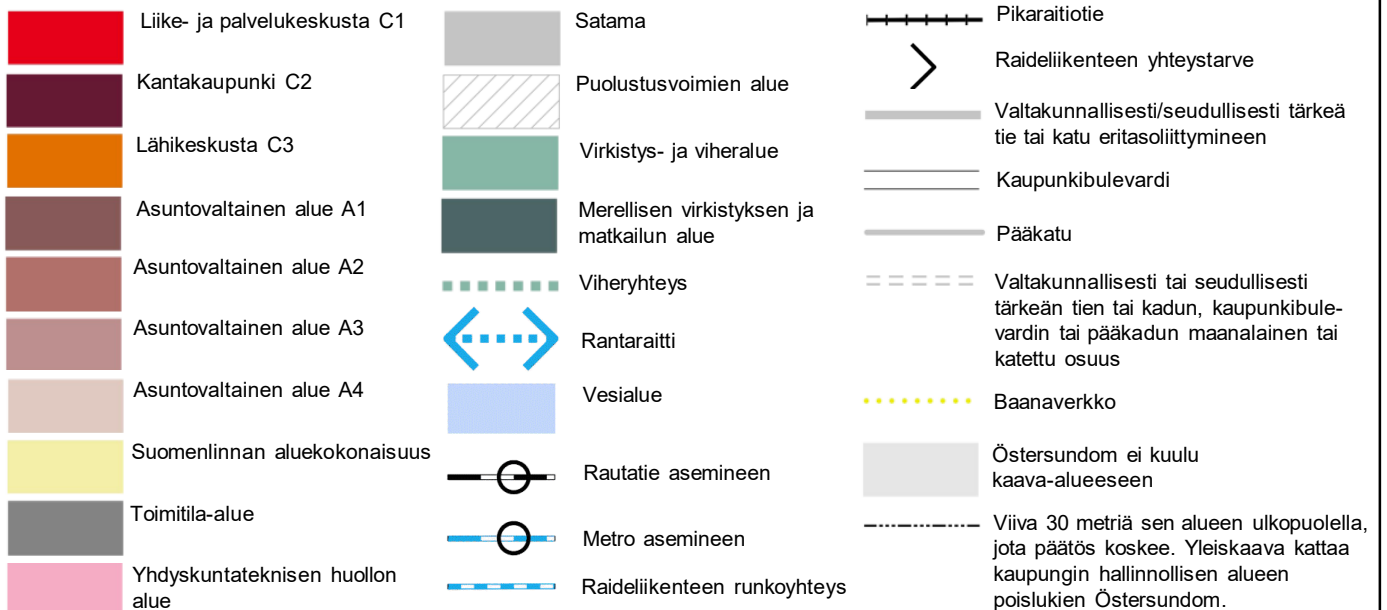 Liike- ja palvelukeskusta C1
Kantakaupunki C2
Lähikeskusta C3
Asuntovaltainen alue A1
Asuntovaltainen alue A2
Asuntovaltainen alue A3
Asuntovaltainen alue A4
Suomenlinnan aluekokonaisuus
Toimitila-alue
Yhdyskuntateknisen huollon
alue
Satama
Puolustusvoimien alue
Virkistys- ja viheralue
Merellisen virkistyksen ja
matkailun alue
Viheryhteys
Rantaraitti
Vesialue
Rautatie asemineen
Metro asemineen
Raideliikenteen runkoyhteys
Pikaraitiotie
Raideliikenteen yhteystarve
Valtakunnallisesti/seudullisesti tärkeä
tie tai katu eritasoliittymineen
Kaupunkibulevardi
Pääkatu
Valtakunnallisesti tai seudullisesti
tärkeän tien tai kadun, kaupunkibule-
vardin tai pääkadun maanalainen tai
katettu osuus
Baanaverkko
Östersundom ei kuulu
kaava-alueeseen
Viiva 30 metriä sen alueen ulkopuolella,
jota päätös koskee. Yleiskaava kattaa
kaupungin hallinnollisen alueen
poislukien Östersundom.